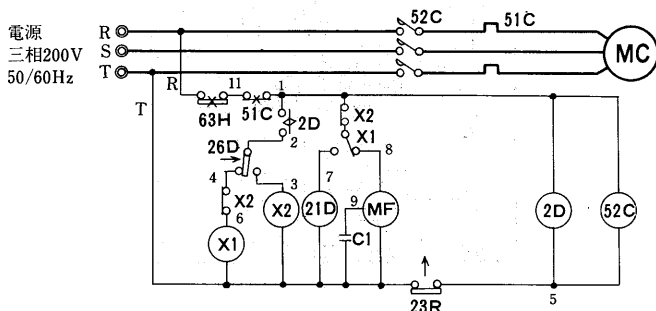 電源
三相200V
50/60Hz
R
S
T
52C
51C
MC
R
T
11
1
63H
51C
2D
2
X2
X1
26D
4
3
7
8
X2
6
X1
X2
21D
9
MF
C1
2D
52C
23R
5